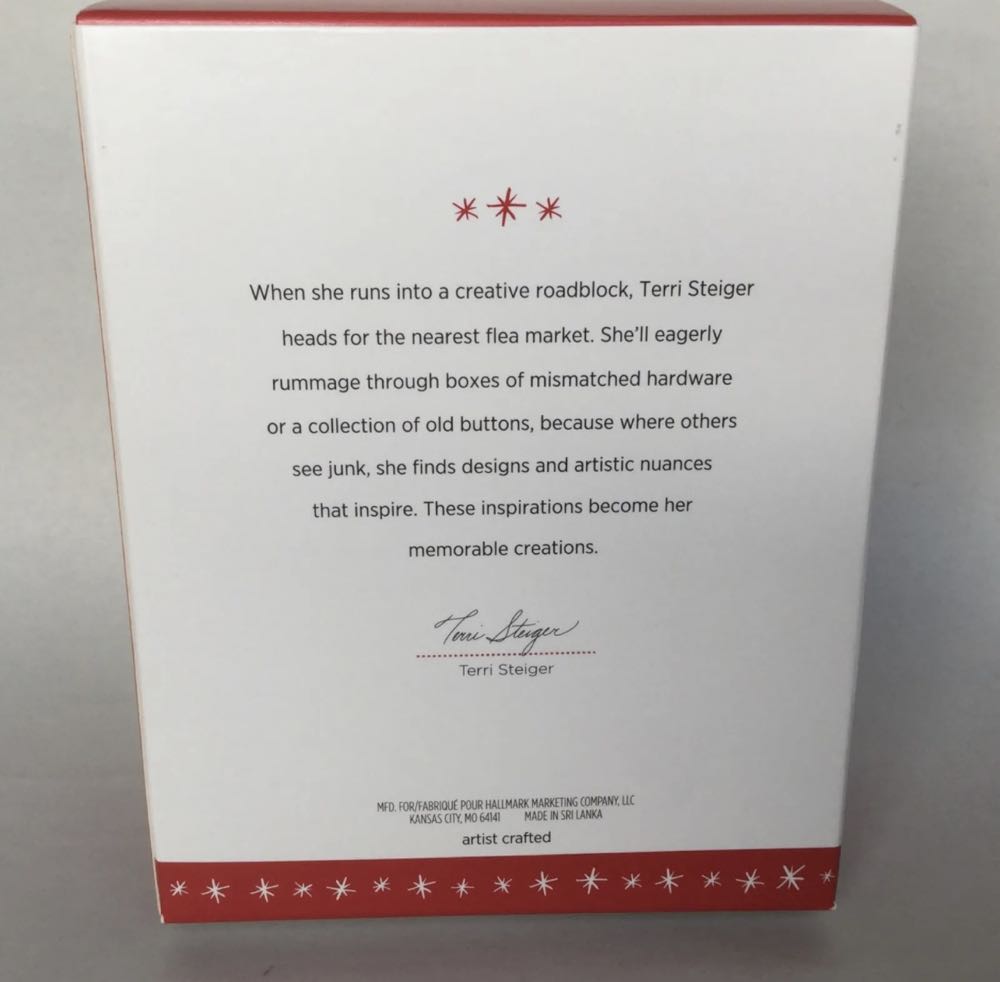 When she runs into a creative roadblock, Terri Steiger
heads for the nearest flea market. She'll eagerly
rummage through boxes of mismatched hardware
or a collection of old buttons, because where others
see junk, she finds designs and artistic nuances
that inspire. These inspirations become her
memorable creations.
Terri Steiger
Terri Steiger
MFD. FOR/FABRIQUÉ POUR HALLMARK MARKETING COMPANY, LLC
KANSAS CITY, MO 64141 MADE IN SRI LANKA
artist crafted